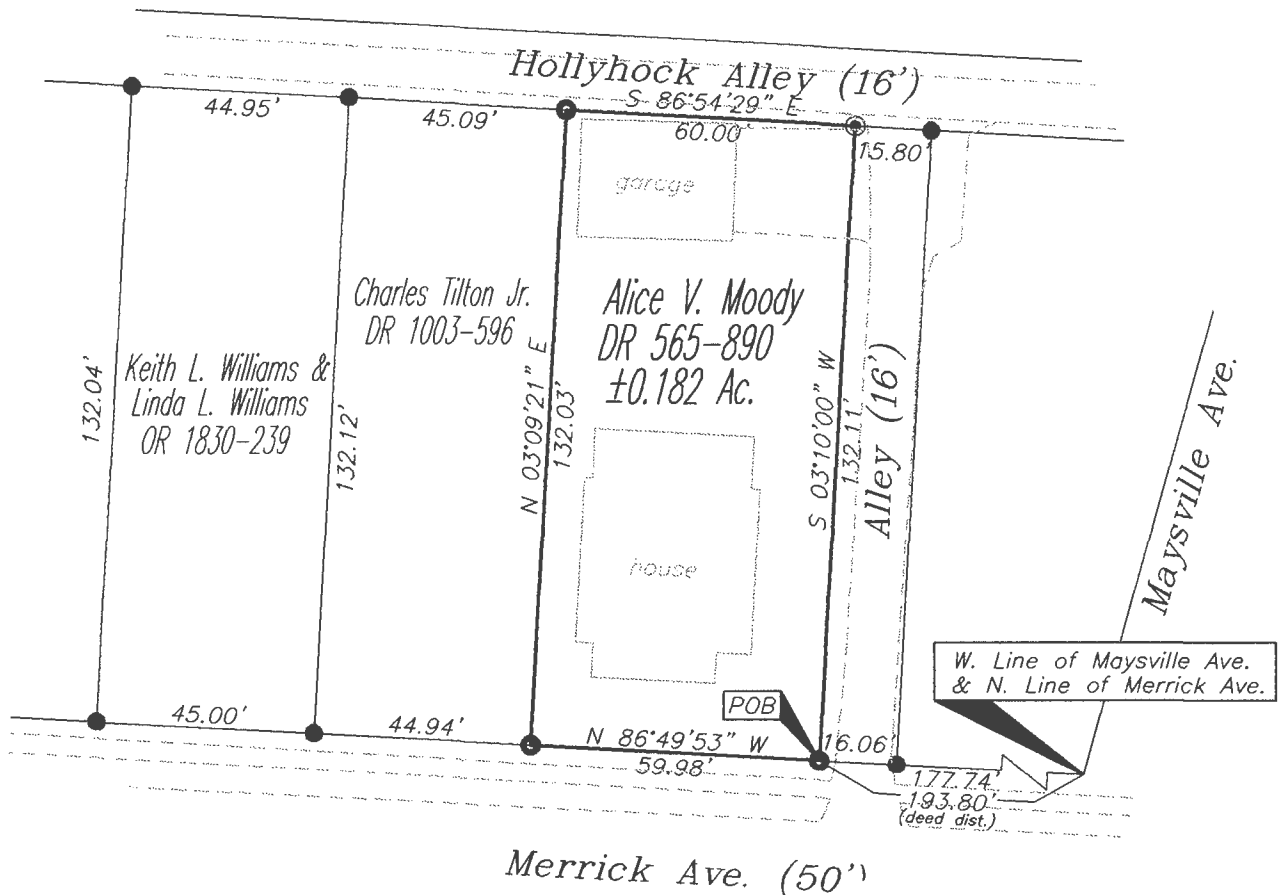 Hollyhock Alley (16')
S 86°54'29" E
60.00'
44.95'
45.09'
15.80'
garage
Charles Tilton Jr.
DR 1003-596
Alice V. Moody
DR 565-890
±0.182 Ac.
Keith L. Williams &
Linda L. Williams
OR 1830-239
132.04'
132.12'
N 03°09'21" E
132.03'
S 03°10'00" W
132.11'
Alley (16')
Maysville Ave.
house
W. Line of Maysville Ave.
& N. Line of Merrick Ave.
POB
45.00'
44.94'
N 86°49'53" W
59.98'
16.06'
177.74'
193.80'
(deed dist.)
Merrick Ave. (50')